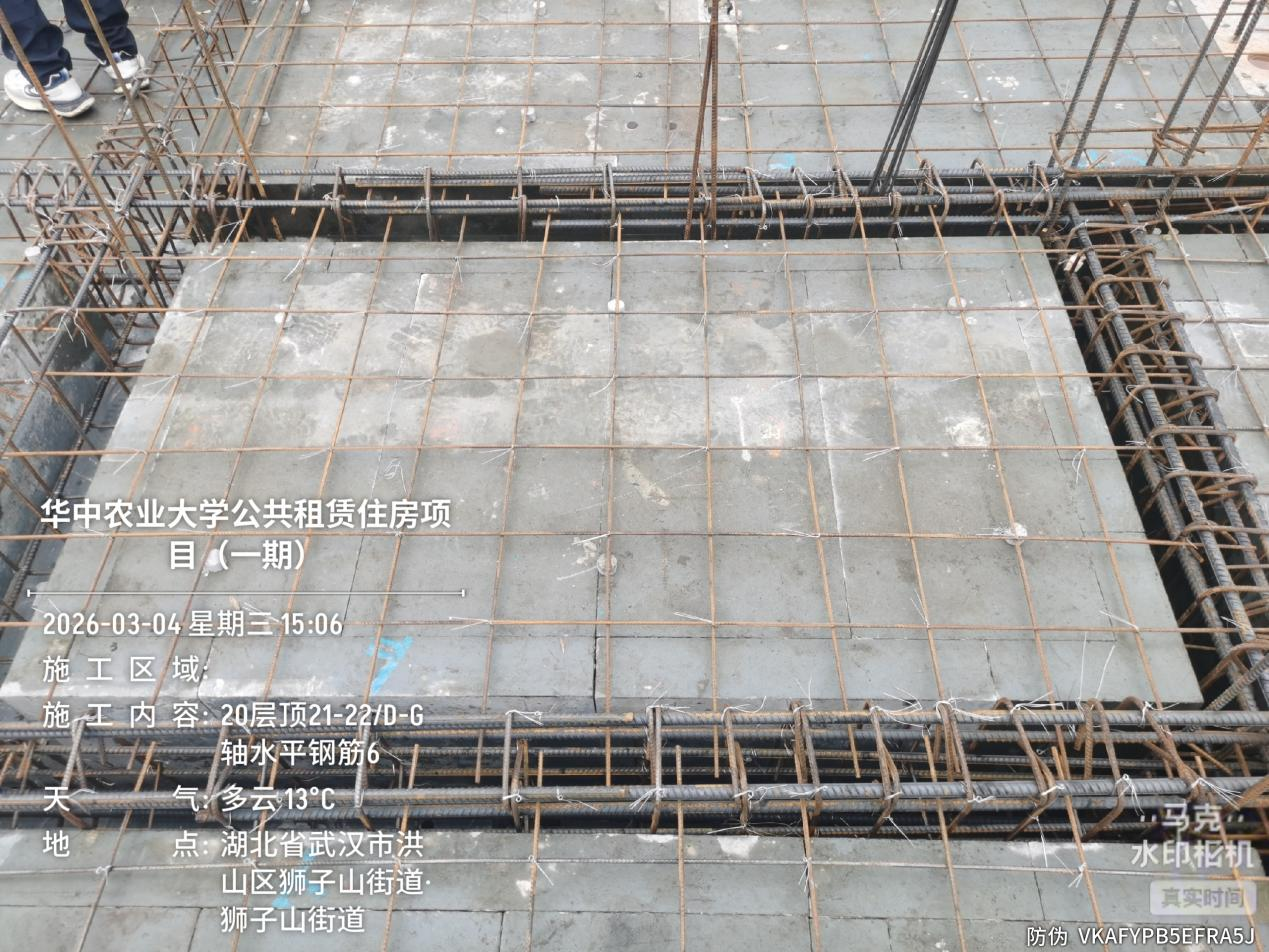 华中农业大学公共租赁住房项
目（一期）
2026-03-04 星期三 15:06
施工区域:
施工内容: 20层顶21-22/D-G
轴水平钢筋6
天气: 多云 13°C
地点: 湖北省武汉市洪
山区狮子山街道·
狮子山街道
马克
水印相机
真实时间
防伪 VKAFYPB5EFRA5J